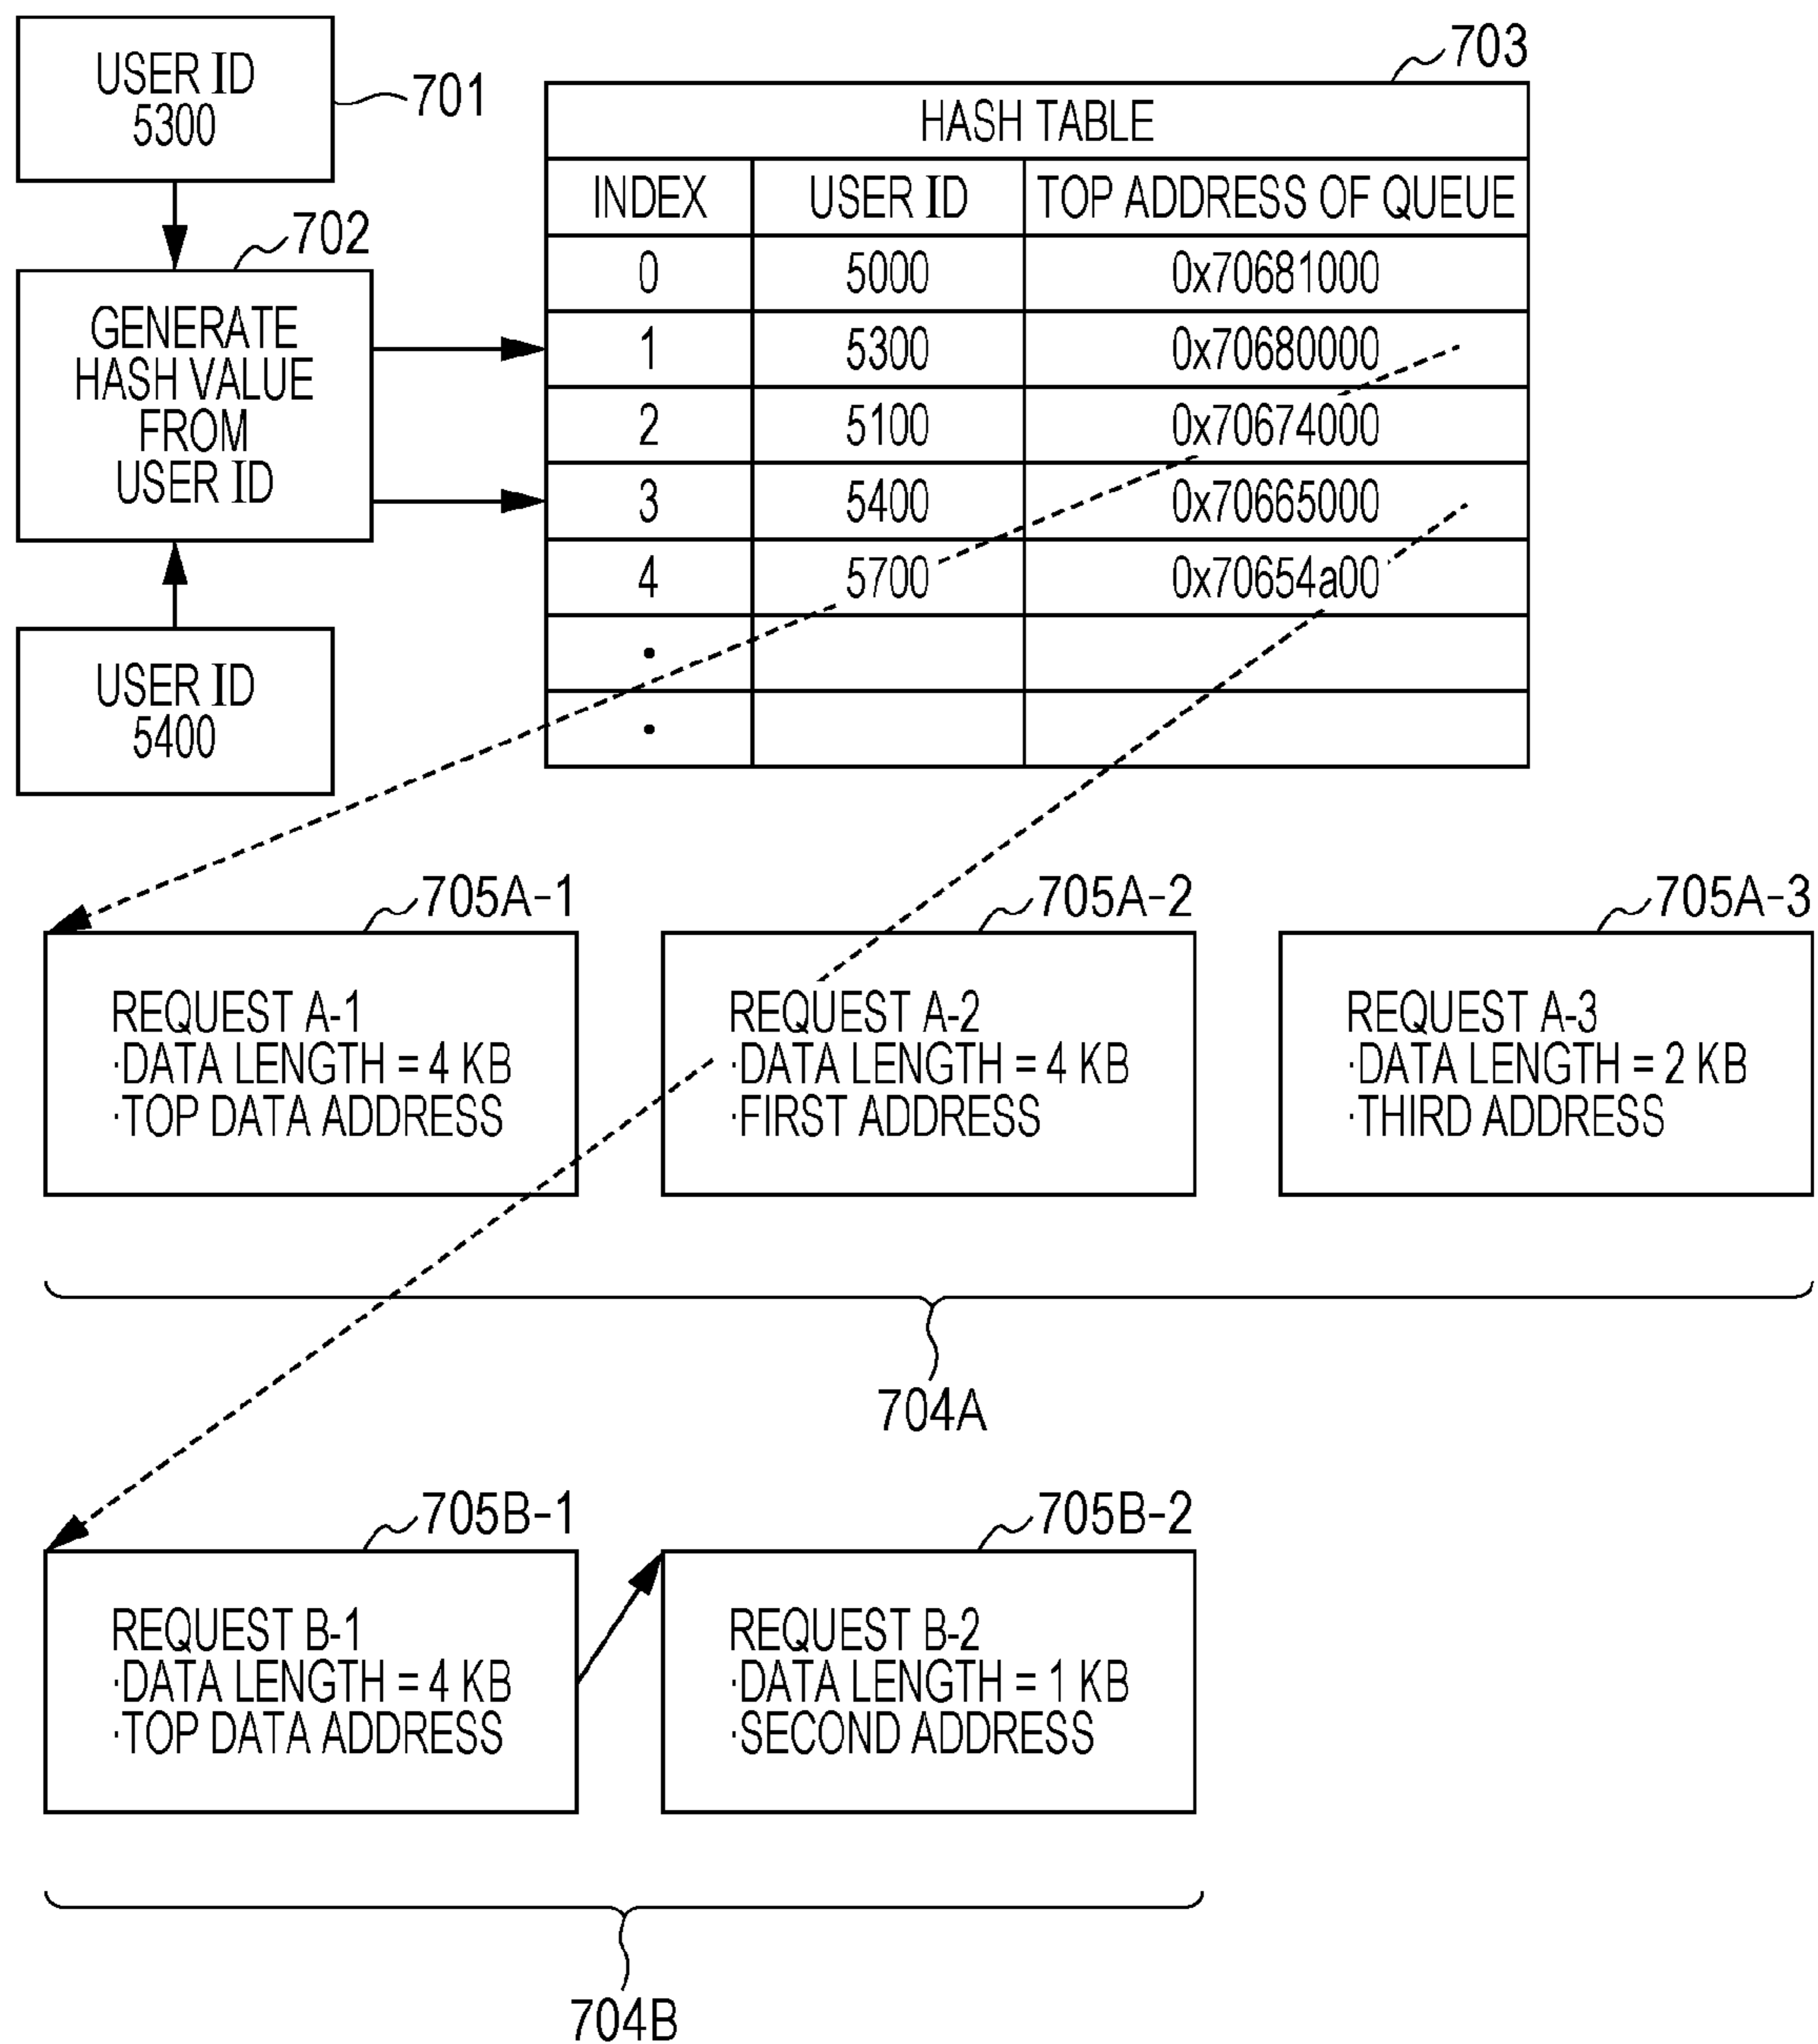 USER ID
5300
701
702
GENERATE
HASH VALUE
FROM
USER ID
USER ID
5400
703
HASH TABLE
INDEX USER ID TOP ADDRESS OF QUEUE
0 5000 0x70681000
1 5300 0x70680000
2 5100 0x70674000
3 5400 0x70665000
4 5700 0x70654a00
·
·
705A-1
REQUEST A-1
·DATA LENGTH = 4 KB
·TOP DATA ADDRESS
705A-2
REQUEST A-2
·DATA LENGTH = 4 KB
·FIRST ADDRESS
705A-3
REQUEST A-3
·DATA LENGTH = 2 KB
·THIRD ADDRESS
704A
705B-1
REQUEST B-1
·DATA LENGTH = 4 KB
·TOP DATA ADDRESS
705B-2
REQUEST B-2
·DATA LENGTH = 1 KB
·SECOND ADDRESS
704B